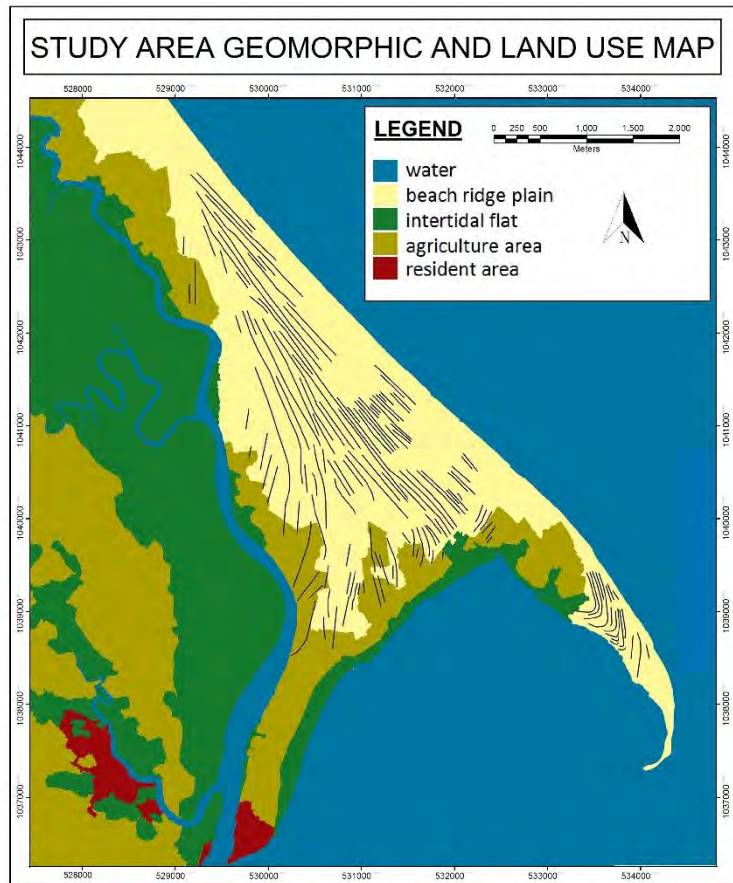 STUDY AREA GEOMORPHIC AND LAND USE MAP
528000 529000 530000 531000 532000 533000 534000
LEGEND
0 250 500 1,000 1,500 2,000
Meters
water
beach ridge plain
intertidal flat
agriculture area
resident area
N
1044000 1044000
1043000 1043000
1042000 1042000
1041000 1041000
1040000 1040000
1039000 1039000
1038000 1038000
1037000 1037000
528000 529000 530000 531000 532000 533000 534000